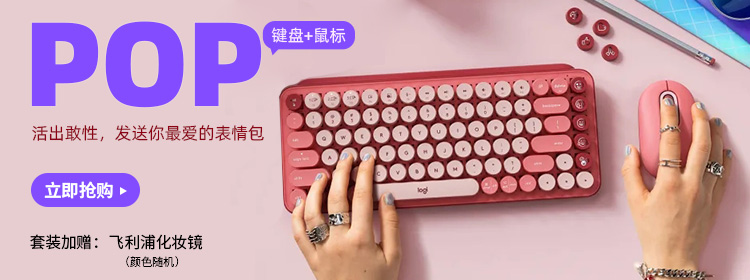 POP
键盘+鼠标
活出敢性，发送你最爱的表情包
立即抢购
套装加赠：飞利浦化妆镜
（颜色随机）
logi